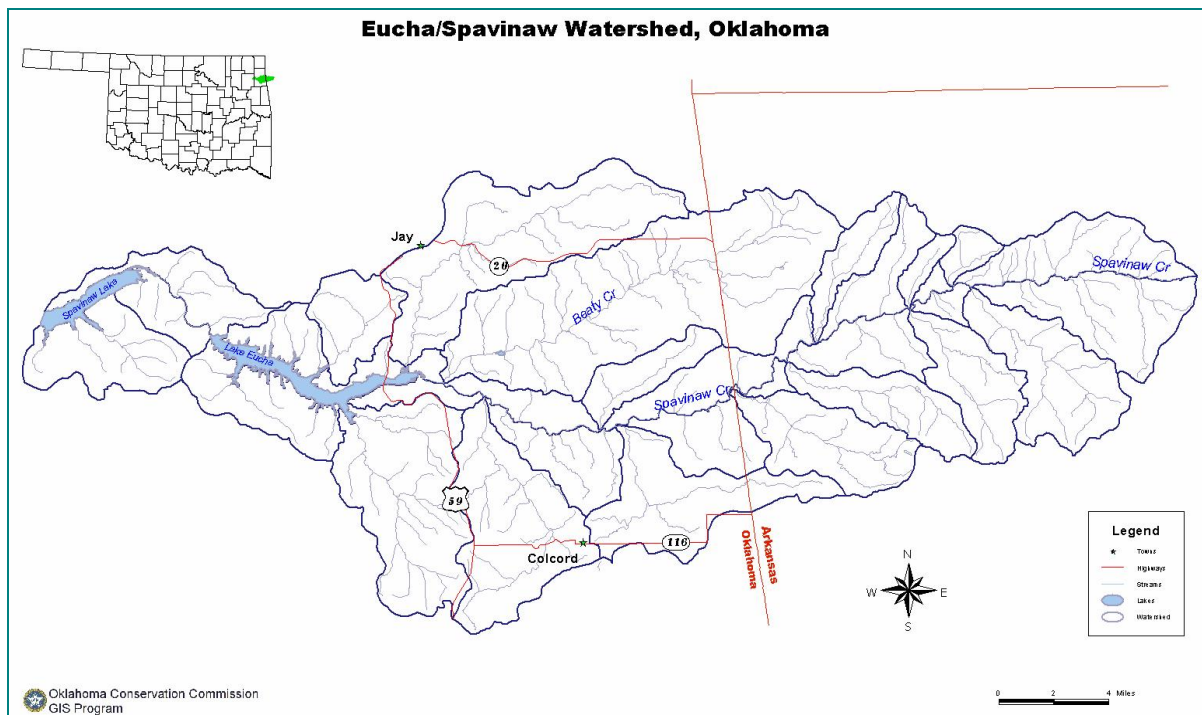 Eucha/Spavinaw Watershed, Oklahoma
Jay
20
Spavinaw Cr
Spavinaw Lake
Beaty Cr
Lake Eucha
Spavinaw Cr
59
116
Colcord
Arkansas
Oklahoma
Legend
Towns
Highways
Streams
Lakes
Watershed
N
W
E
S
Oklahoma Conservation Commission
GIS Program
0 2 4 Miles